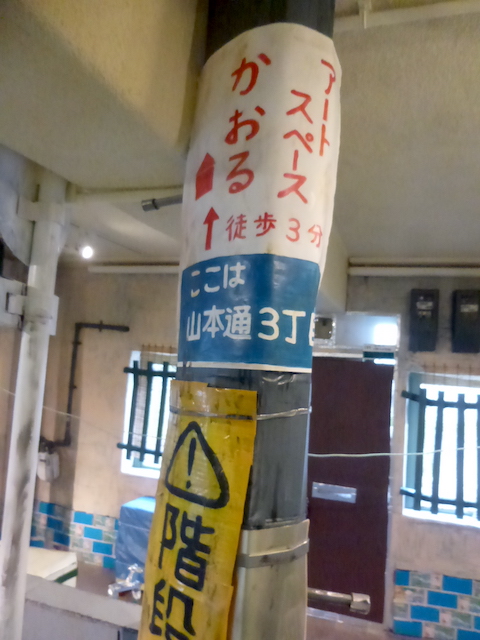 アート
スペース
かおる
徒歩3分
ここは
山本通3丁
階段